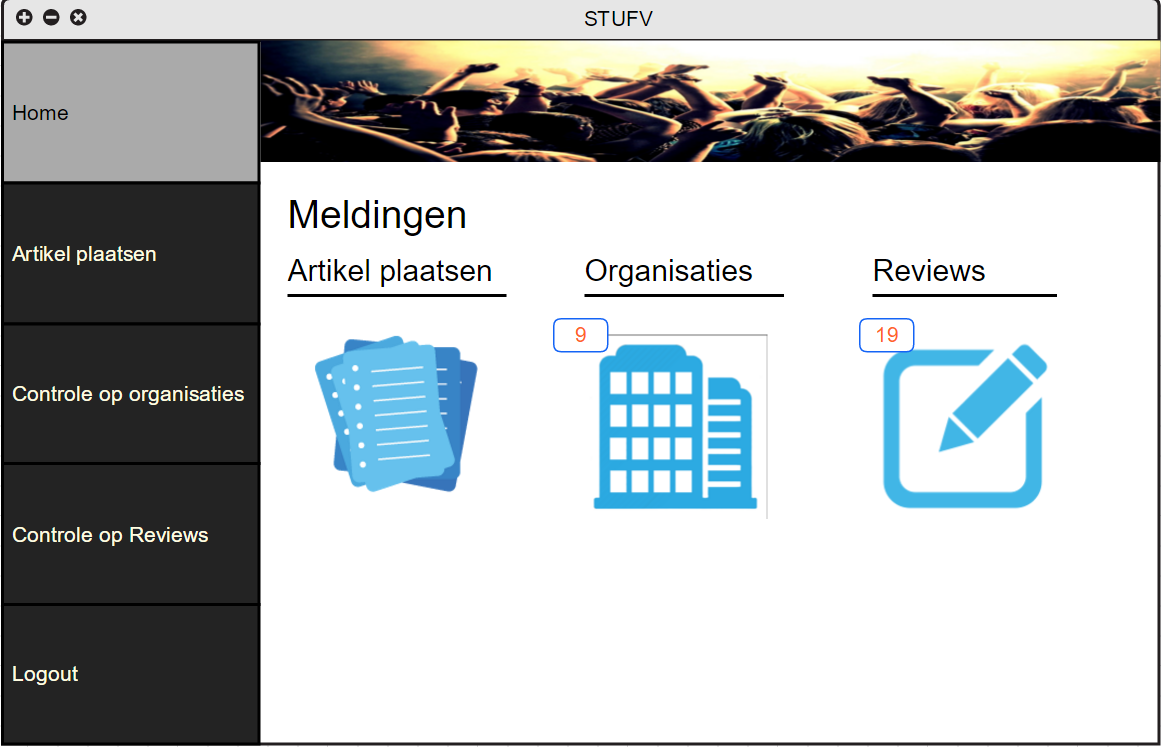 STUFV
Home
Artikel plaatsen
Controle op organisaties
Controle op Reviews
Logout
Meldingen
Artikel plaatsen
Organisaties
Reviews
9
19